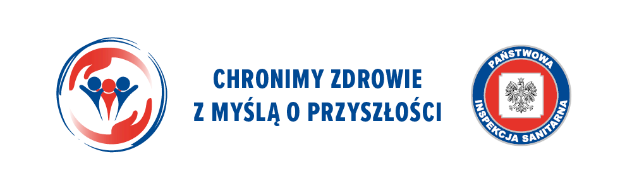 CHRONIMY ZDROWIE
Z MYŚLĄ O PRZYSZŁOŚCI
PAŃSTWOWA
INSPEKCJA SANITARNA